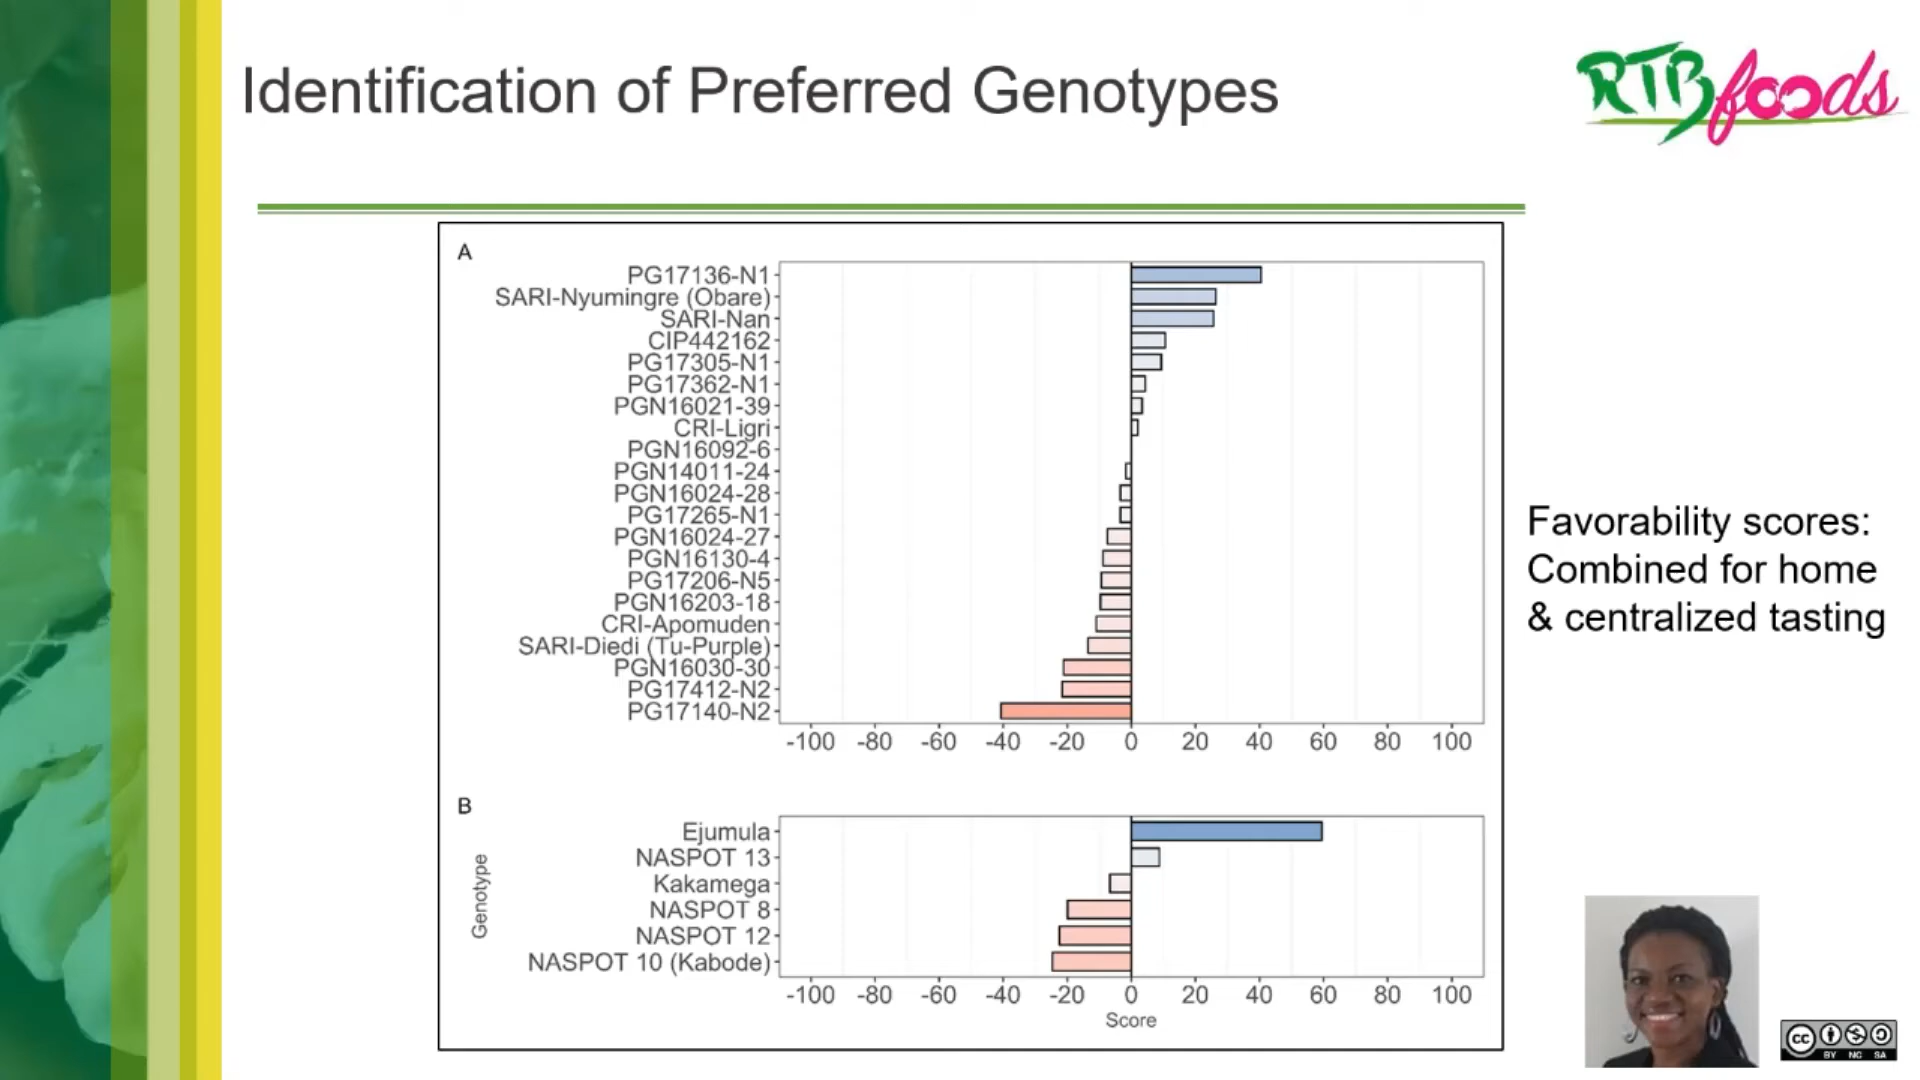 Identification of Preferred Genotypes
RTBfoods
A
PG17136-N1
SARI-Nyumingre (Obare)
SARI-Nan
CIP442162
PG17305-N1
PG17362-N1
PGN16021-39
CRI-Ligri
PGN16092-6
PGN14011-24
PGN16024-28
PG17265-N1
PGN16024-27
PGN16130-4
PG17206-N5
PGN16203-18
CRI-Apomuden
SARI-Diedi (Tu-Purple)
PGN16030-30
PG17412-N2
PG17140-N2
-100 -80 -60 -40 -20 0 20 40 60 80 100
Favorability scores:
Combined for home
& centralized tasting
B
Genotype
Ejumula
NASPOT 13
Kakamega
NASPOT 8
NASPOT 12
NASPOT 10 (Kabode)
-100 -80 -60 -40 -20 0 20 40 60 80 100
Score
cc
BY NC SA